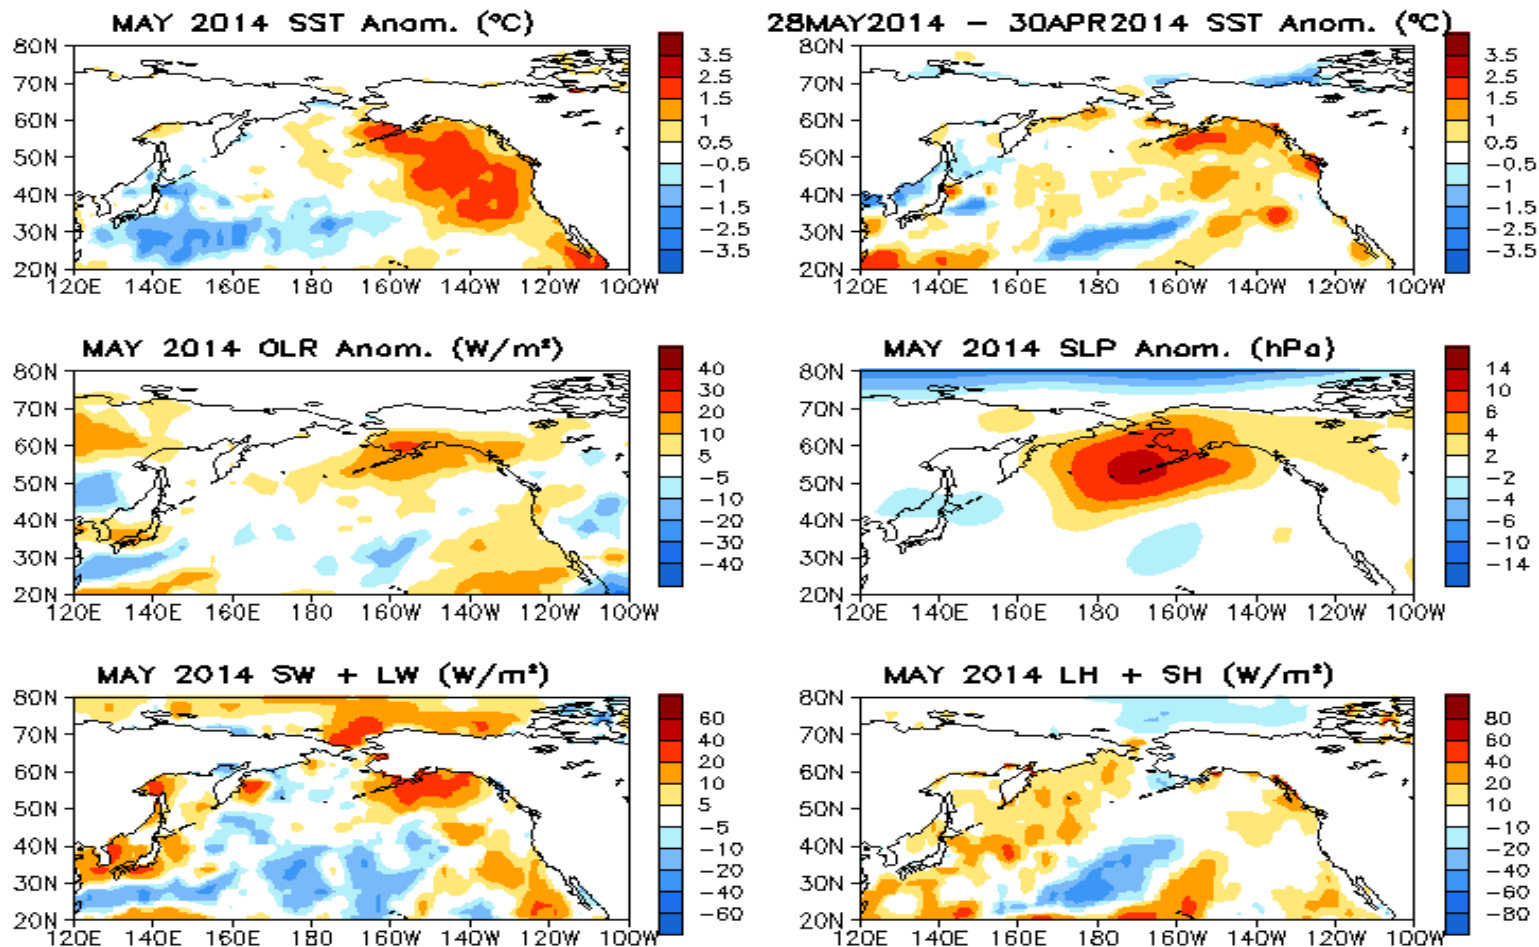 MAY 2014 SST Anom. (°C)
80N
70N
60N
50N
40N
30N
20N
120E 140E 160E 180 160W 140W 120W 100W
3.5
2.5
1.5
1
0.5
-0.5
-1
-1.5
-2.5
-3.5
28MAY2014 - 30APR2014 SST Anom. (°C)
80N
70N
60N
50N
40N
30N
20N
120E 140E 160E 180 160W 140W 120W 100W
3.5
2.5
1.5
1
0.5
-0.5
-1
-1.5
-2.5
-3.5
MAY 2014 OLR Anom. (W/m²)
80N
70N
60N
50N
40N
30N
20N
120E 140E 160E 180 160W 140W 120W 100W
40
30
20
10
5
-5
-10
-20
-30
-40
MAY 2014 SLP Anom. (hPa)
80N
70N
60N
50N
40N
30N
20N
120E 140E 160E 180 160W 140W 120W 100W
14
10
6
4
2
-2
-4
-6
-10
-14
MAY 2014 SW + LW (W/m²)
80N
70N
60N
50N
40N
30N
20N
120E 140E 160E 180 160W 140W 120W 100W
60
40
20
10
5
-5
-10
-20
-40
-60
MAY 2014 LH + SH (W/m²)
80N
70N
60N
50N
40N
30N
20N
120E 140E 160E 180 160W 140W 120W 100W
80
60
40
20
10
-10
-20
-40
-60
-80